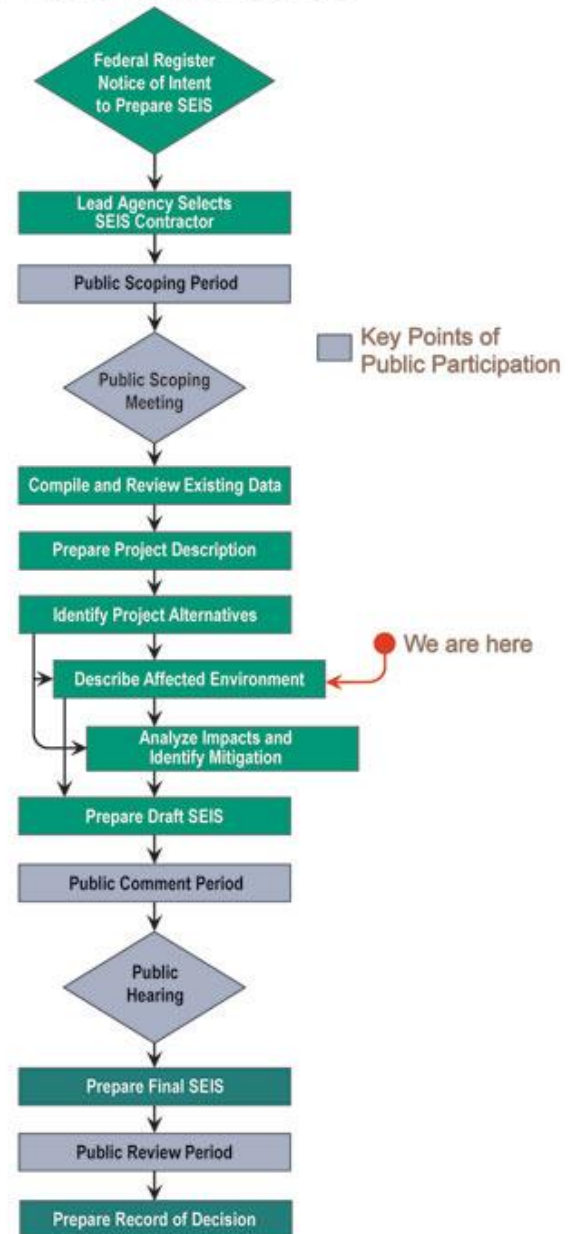 Federal Register
Notice of Intent
to Prepare SEIS
Lead Agency Selects
SEIS Contractor
Public Scoping Period
Key Points of
Public Participation
Public Scoping
Meeting
Compile and Review Existing Data
Prepare Project Description
Identify Project Alternatives
We are here
Describe Affected Environment
Analyze Impacts and
Identify Mitigation
Prepare Draft SEIS
Public Comment Period
Public
Hearing
Prepare Final SEIS
Public Review Period
Prepare Record of Decision